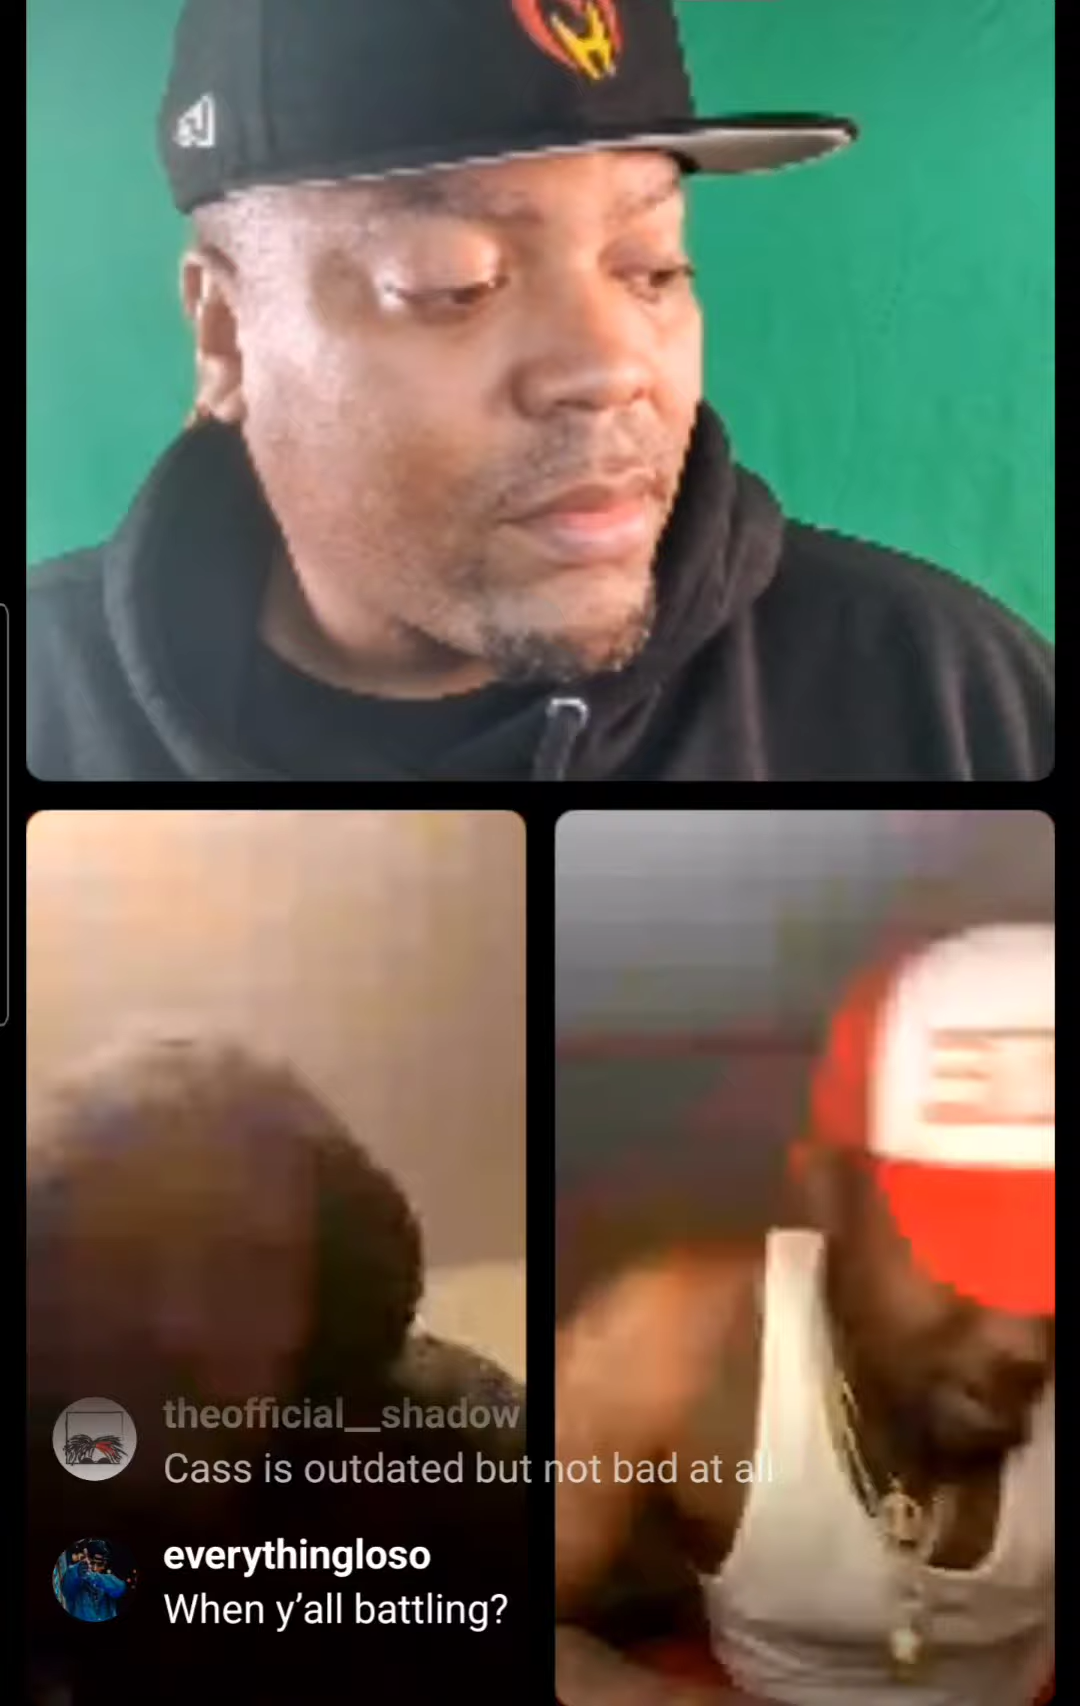 theofficial__shadow
Cass is outdated but not bad at all
everythingloso
When y’all battling?